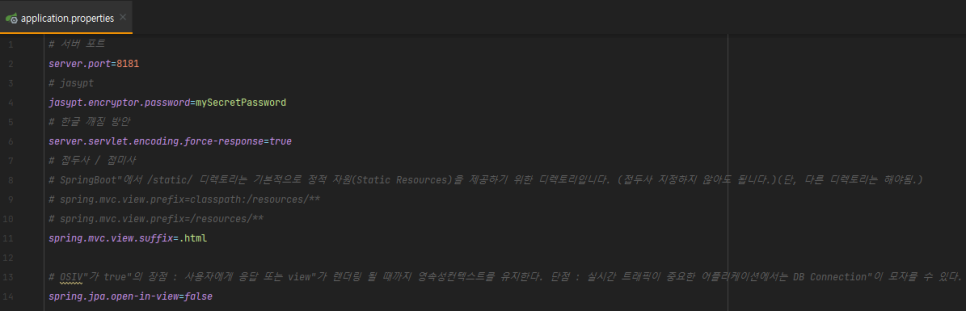 application.properties
1 # 서버 포트
2 server.port=8181
3 # jasypt
4 jasypt.encryptor.password=mySecretPassword
5 # 한글 깨짐 방안
6 server.servlet.encoding.force-response=true
7 # 접두사 / 접미사
8 # SpringBoot"에서 /static/ 디렉토리는 기본적으로 정적 자원(Static Resources)을 제공하기 위한 디렉토리입니다. (접두사 지정하지 않아도 됩니다.)(단, 다른 디렉토리는 해야됨.)
9 # spring.mvc.view.prefix=classpath:/resources/**
10 # spring.mvc.view.prefix=/resources/**
11 spring.mvc.view.suffix=.html
12
13 # OSIV"가 true"의 장점 : 사용자에게 응답 또는 view"가 렌더링 될 때까지 영속성컨텍스트를 유지한다. 단점 : 실시간 트래픽이 중요한 어플리케이션에서는 DB Connection"이 모자를 수 있다.
14 spring.jpa.open-in-view=false